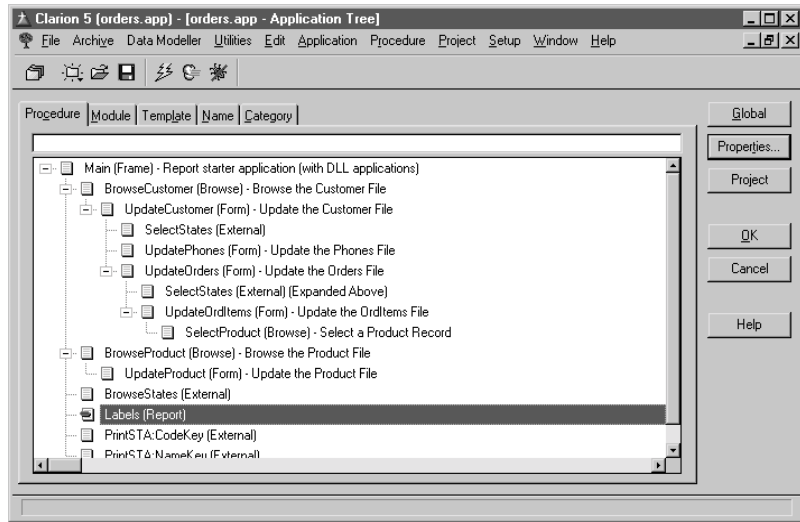 Clarion 5 (orders.app) - [orders.app - Application Tree]
File Archive Data Modeller Utilities Edit Application Procedure Project Setup Window Help
Procedure Module Template Name Category
Global
Properties...
Main (Frame) - Report starter application (with DLL applications)
Project
BrowseCustomer (Browse) - Browse the Customer File
UpdateCustomer (Form) - Update the Customer File
SelectStates (External)
OK
UpdatePhones (Form) - Update the Phones File
UpdateOrders (Form) - Update the Orders File
Cancel
SelectStates (External) (Expanded Above)
UpdateOrdItems (Form) - Update the OrdItems File
Help
SelectProduct (Browse) - Select a Product Record
BrowseProduct (Browse) - Browse the Product File
UpdateProduct (Form) - Update the Product File
BrowseStates (External)
Labels (Report)
PrintSTA:CodeKey (External)
PrintSTA:NameKey (External)